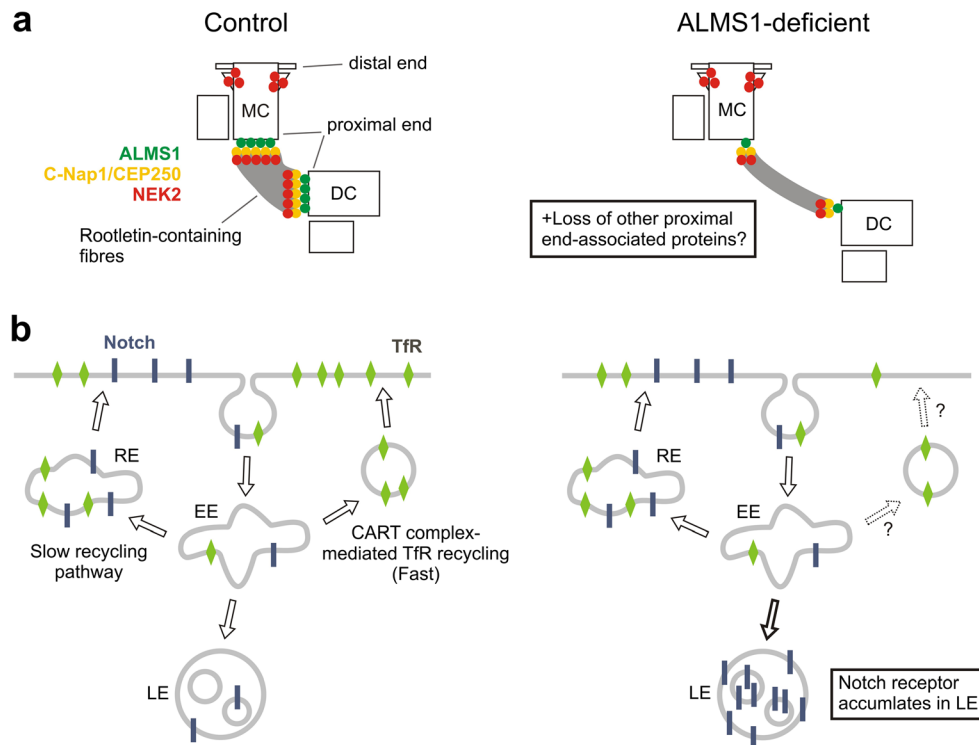 a
Control
ALMS1-deficient
distal end
MC
proximal end
ALMS1
C-Nap1/CEP250
NEK2
DC
Rootletin-containing
fibres
MC
+Loss of other proximal
end-associated proteins?
DC
b
Notch
TfR
RE
EE
Slow recycling
pathway
CART complex-
mediated TfR recycling
(Fast)
LE
?
RE
EE
?
LE
Notch receptor
accumlates in LE